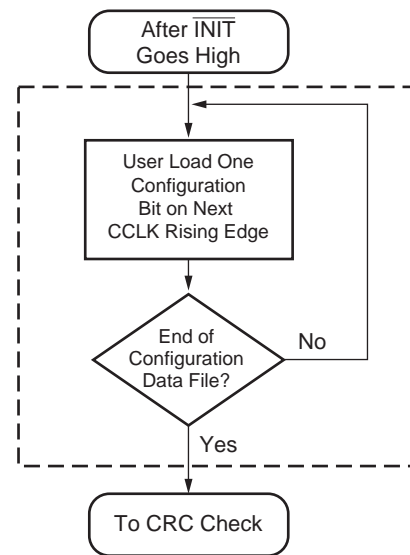 After INIT
Goes High
User Load One
Configuration
Bit on Next
CCLK Rising Edge
End of
Configuration
Data File?
No
Yes
To CRC Check